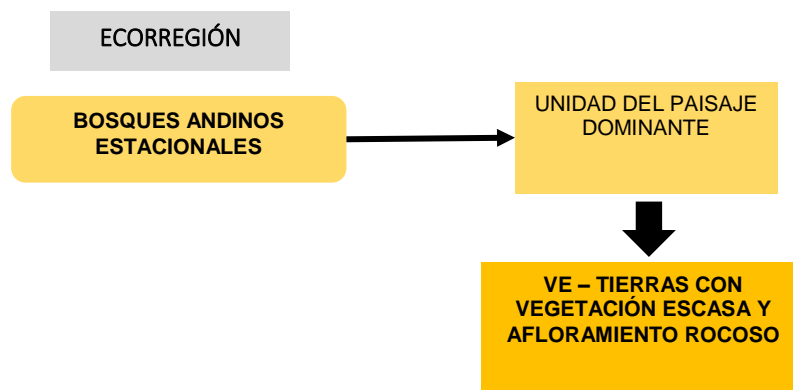 ECORREGIÓN
BOSQUES ANDINOS
ESTACIONALES
UNIDAD DEL PAISAJE
DOMINANTE
VE – TIERRAS CON
VEGETACIÓN ESCASA Y
AFLORAMIENTO ROCOSO